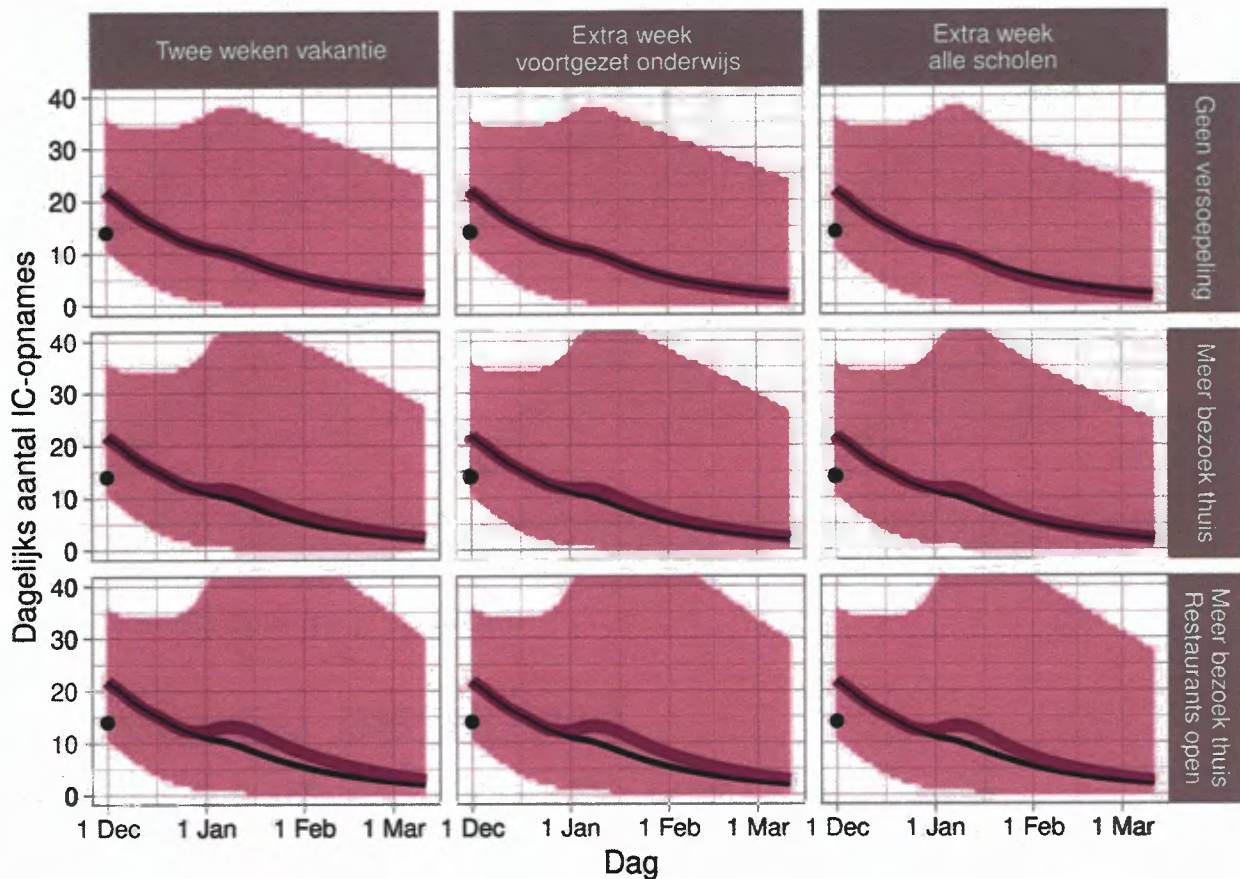 Twee weken vakantie
Extra week
voortgezet onderwijs
Extra week
alle scholen
Dagelijks aantal IC-opnames
40
30
20
10
0
Geen versoepeling
40
30
20
10
0
Meer bezoek thuis
40
30
20
10
0
Meer bezoek thuis
Restaurants open
1 Dec
1 Jan
1 Feb
1 Mar
1 Dec
1 Jan
1 Feb
1 Mar
1 Dec
1 Jan
1 Feb
1 Mar
Dag